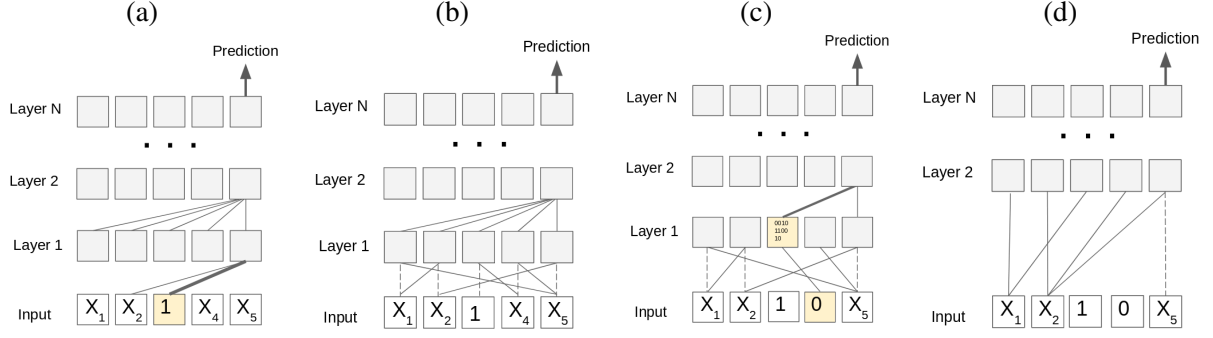 (a) (b) (c) (d)
Prediction Prediction Prediction Prediction
Layer N Layer N Layer N Layer N
. . . . . . . . . . . .
Layer 2 Layer 2 Layer 2 Layer 2
Layer 1 Layer 1 Layer 1
0010
1100
10
Input X₁ X₂ 1 X₄ X₅ Input X₁ X₂ 1 X₄ X₅ Input X₁ X₂ 1 0 X₅ Input X₁ X₂ 1 0 X₅